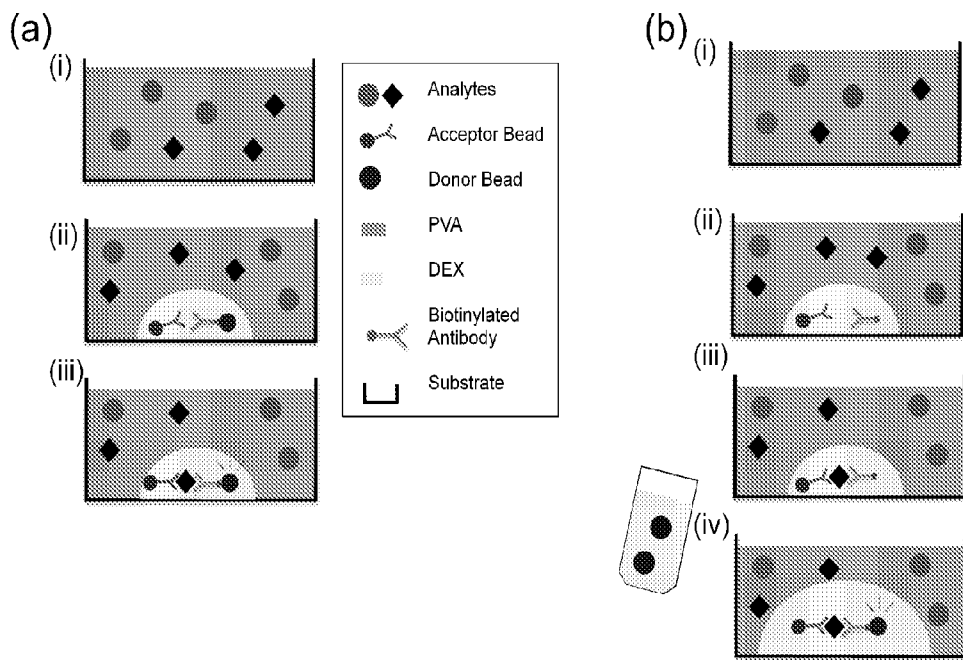 (a)
(i)
(ii)
(iii)
Analytes
Acceptor Bead
Donor Bead
PVA
DEX
Biotinylated
Antibody
Substrate
(b)
(i)
(ii)
(iii)
(iv)